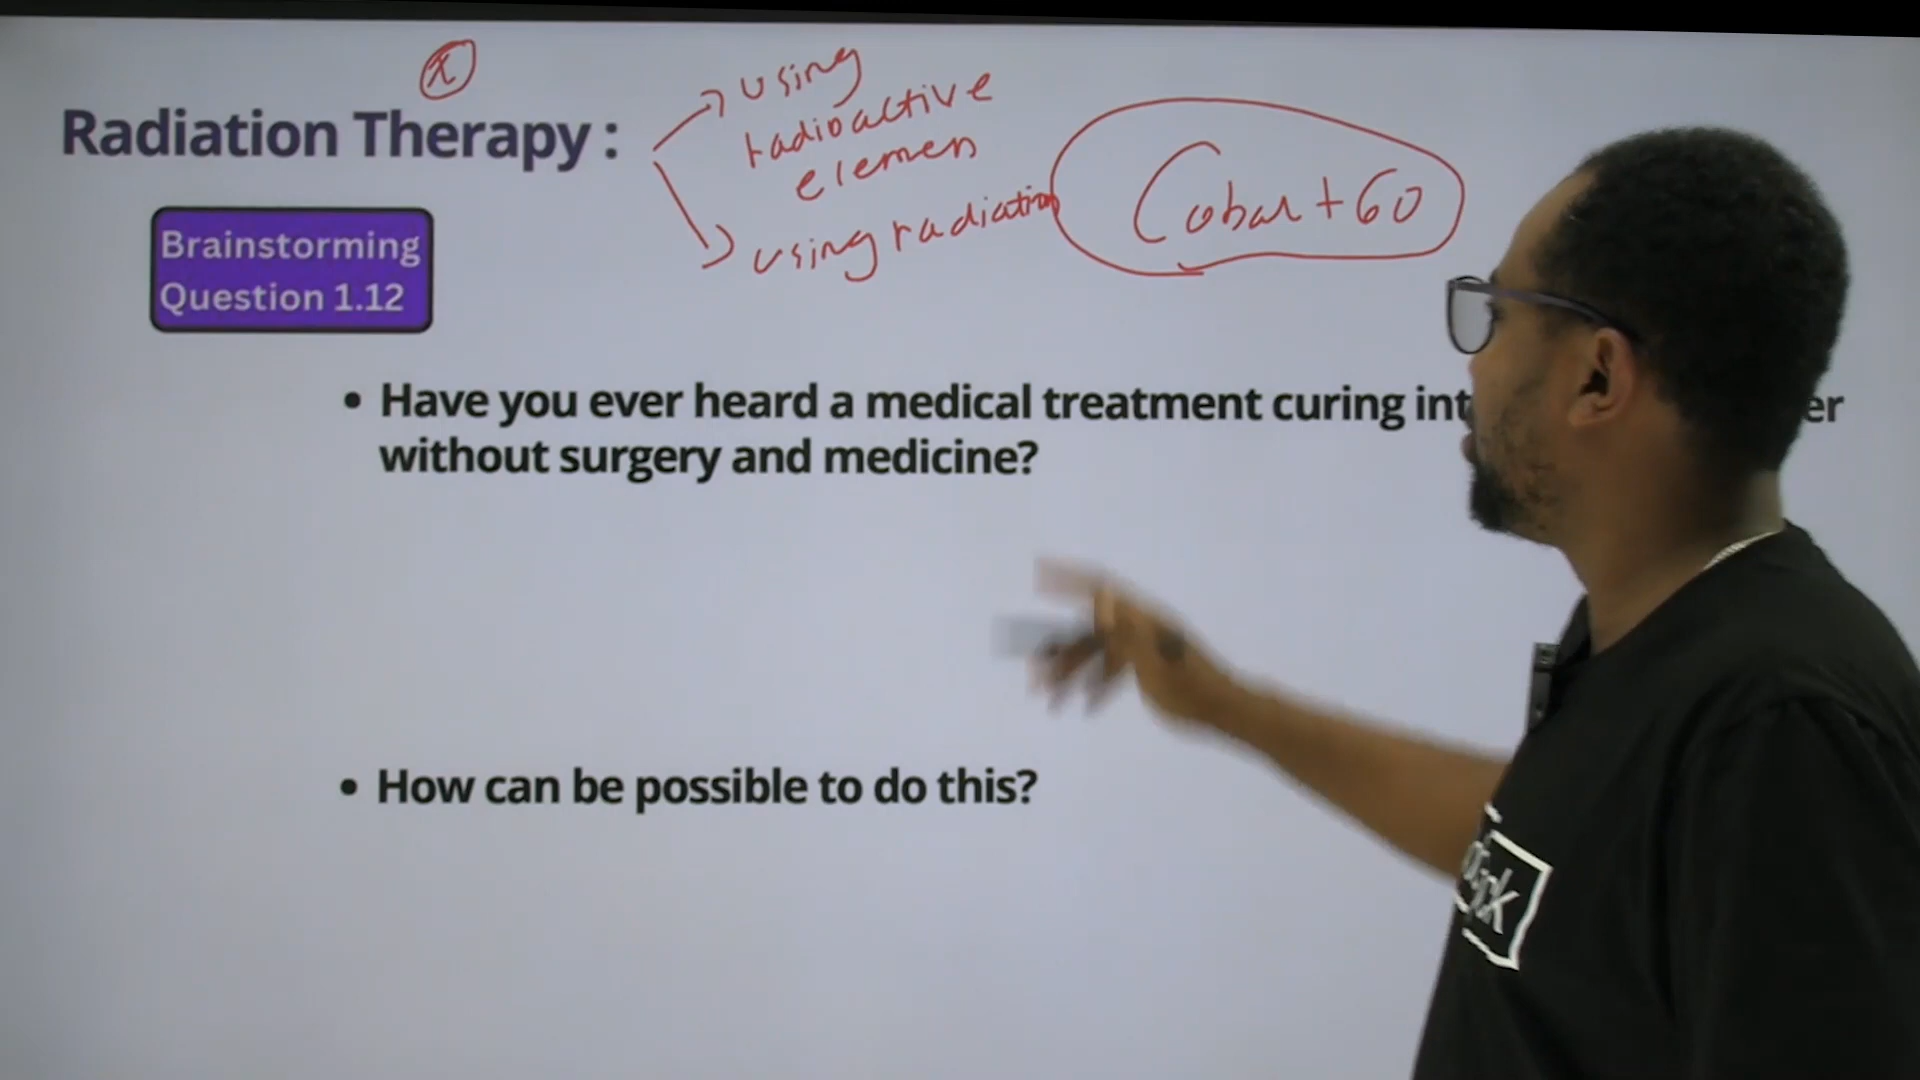 Radiation Therapy :
using
radioactive
elemen
using radiation
Cobalt 60
Brainstorming
Question 1.12
• Have you ever heard a medical treatment curing int er
without surgery and medicine?
• How can be possible to do this?